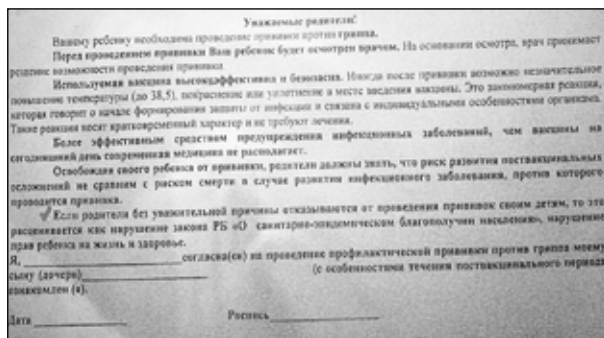 Уважаемые родители!
Вашему ребенку необходимо проведение прививки против гриппа.
Перед проведением прививки Ваш ребенок будет осмотрен врачом. На основании осмотра, врач принимает
решение возможности проведения прививки.
Используемая вакцина высокоэффективна и безопасна. Иногда после прививки возможно незначительное
повышение температуры (до 38,5), покраснение или уплотнение в месте введения вакцины. Это закономерная реакция,
которая говорит о начале формирования защиты от инфекции и связана с индивидуальными особенностями организма.
Такие реакции носят кратковременный характер и не требуют лечения.
Более эффективным средством предупреждения инфекционных заболеваний, чем вакцины на
сегодняшний день современная медицина не располагает.
Освобождая своего ребенка от прививки, родители должны знать, что риск развития поствакцинальных
осложнений не сравним с риском смерти в случае развития инфекционного заболевания, против которого
проводится прививка.
Если родители без уважительной причины отказываются от проведения прививок своим детям, то это
расценивается как нарушение закона РБ «О санитарно-эпидемическом благополучии населения», нарушение
прав ребенка на жизнь и здоровье.
Я, ____________________ согласна(ен) на проведение профилактической прививки против гриппа моему
сыну (дочери)____________________ (с особенностями течения поствакцинального периода
ознакомлен (а).
Дата ______________ Роспись________________